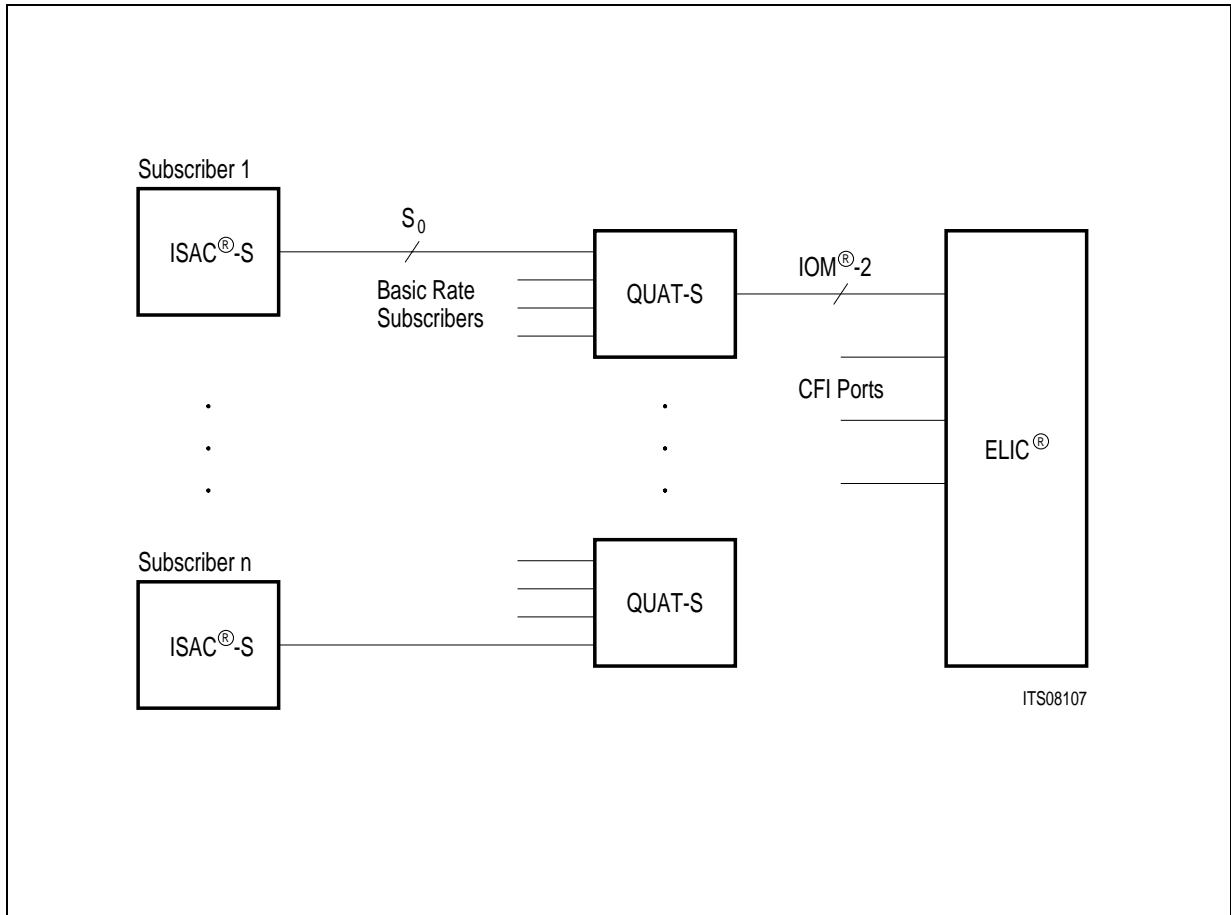 Subscriber 1
ISAC®-S
S0
Basic Rate
Subscribers
QUAT-S
IOM®-2
CFI Ports
ELIC®
Subscriber n
ISAC®-S
QUAT-S
ITS08107